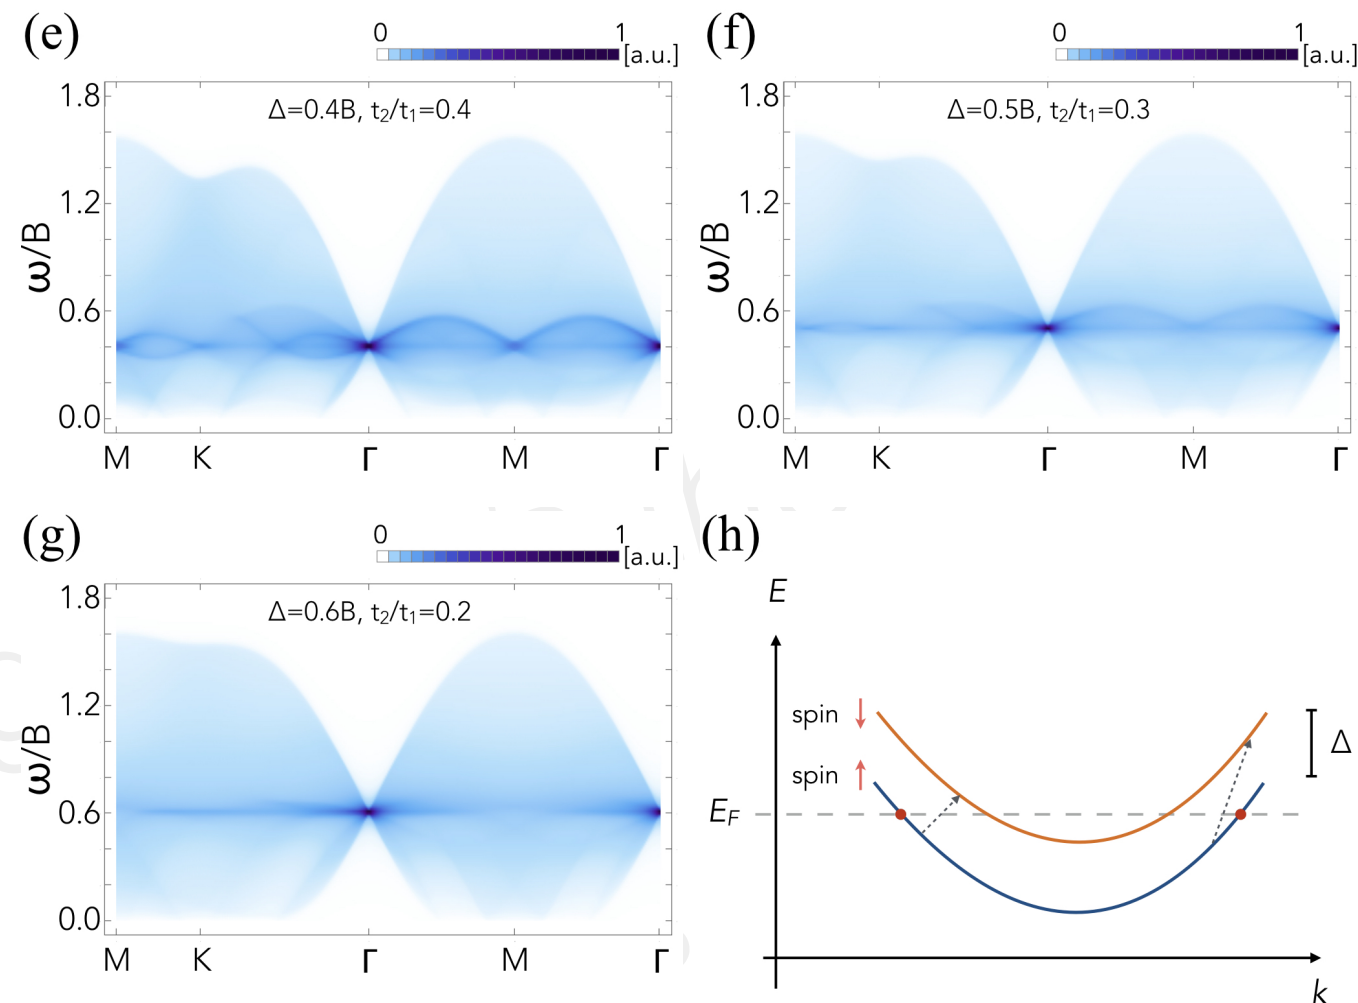 (e)
0 1
[a.u.]
Δ=0.4B, t₂/t₁=0.4
1.8
1.2
0.6
0.0
ω/B
M K Γ M Γ
(f)
0 1
[a.u.]
Δ=0.5B, t₂/t₁=0.3
1.8
1.2
0.6
0.0
ω/B
M K Γ M Γ
(g)
0 1
[a.u.]
Δ=0.6B, t₂/t₁=0.2
1.8
1.2
0.6
0.0
ω/B
M K Γ M Γ
(h)
E
spin ↓
spin ↑
Δ
E_F
k